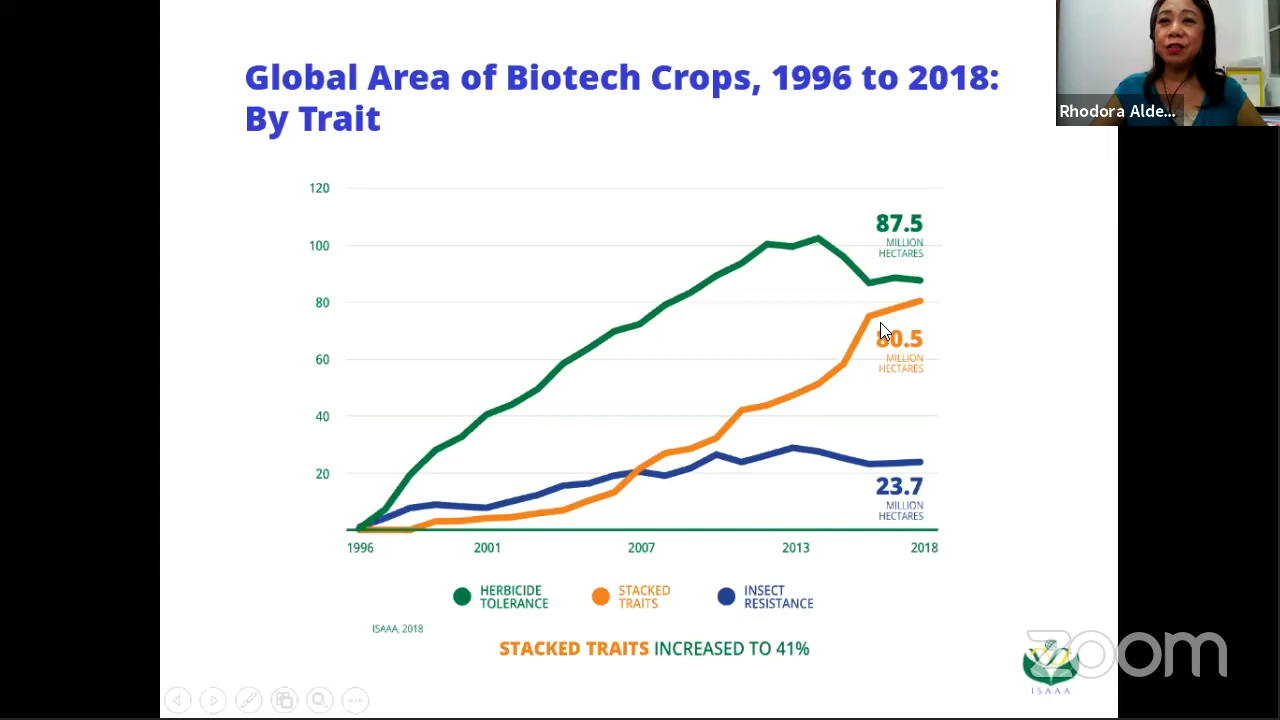 Global Area of Biotech Crops, 1996 to 2018:
By Trait
Rhodora Alde...
120
100
80
60
40
20
87.5
MILLION
HECTARES
80.5
MILLION
HECTARES
23.7
MILLION
HECTARES
1996 2001 2007 2013 2018
HERBICIDE
TOLERANCE
STACKED
TRAITS
INSECT
RESISTANCE
ISAAA, 2018
STACKED TRAITS INCREASED TO 41%
zoom
ISAAA